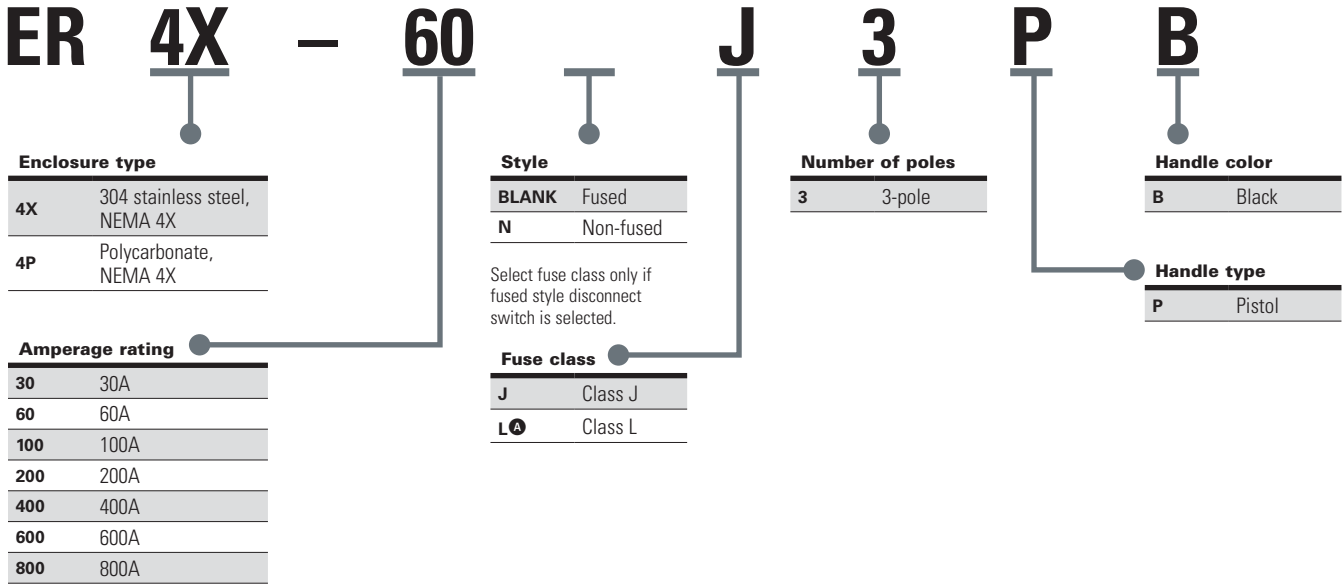 ER 4X – 60 J 3 P B
Enclosure type
4X 304 stainless steel,
NEMA 4X
4P Polycarbonate,
NEMA 4X
Amperage rating
30 30A
60 60A
100 100A
200 200A
400 400A
600 600A
800 800A
Style
BLANK Fused
N Non-fused
Select fuse class only if
fused style disconnect
switch is selected.
Fuse class
J Class J
L A Class L
Number of poles
3 3-pole
Handle color
B Black
Handle type
P Pistol